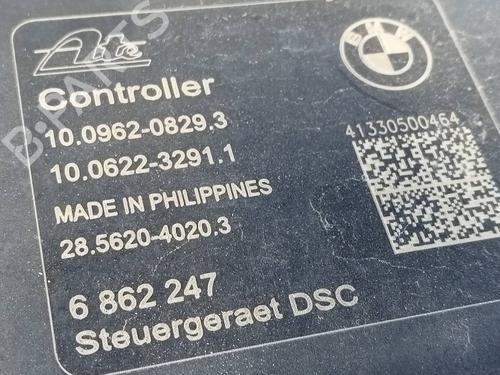 Ate
BMW
Controller
10.0962-0829.3
10.0622-3291.1
41330500464
MADE IN PHILIPPINES
28.5620-4020.3
6 862 247
Steuergeraet DSC
B-PARTS